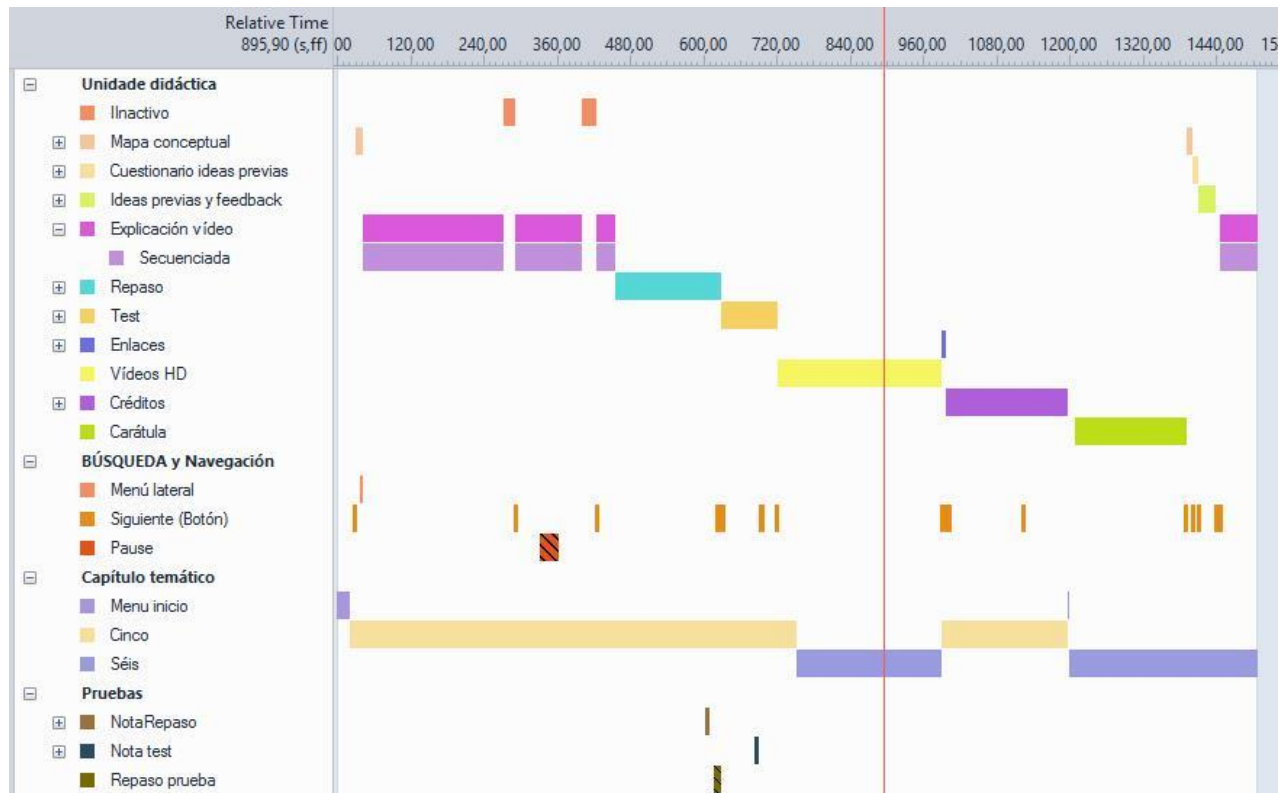 Relative Time
895,90 (s,ff) 00 120,00 240,00 360,00 480,00 600,00 720,00 840,00 960,00 1080,00 1200,00 1320,00 1440,00 15
Unidade didáctica
IInactivo
Mapa conceptual
Cuestionario ideas previas
Ideas previas y feedback
Explicación vídeo
Secuenciada
Repaso
Test
Enlaces
Vídeos HD
Créditos
Carátula
BÚSQUEDA y Navegación
Menú lateral
Siguiente (Botón)
Pause
Capítulo temático
Menu inicio
Cinco
Séis
Pruebas
NotaRepaso
Nota test
Repaso prueba